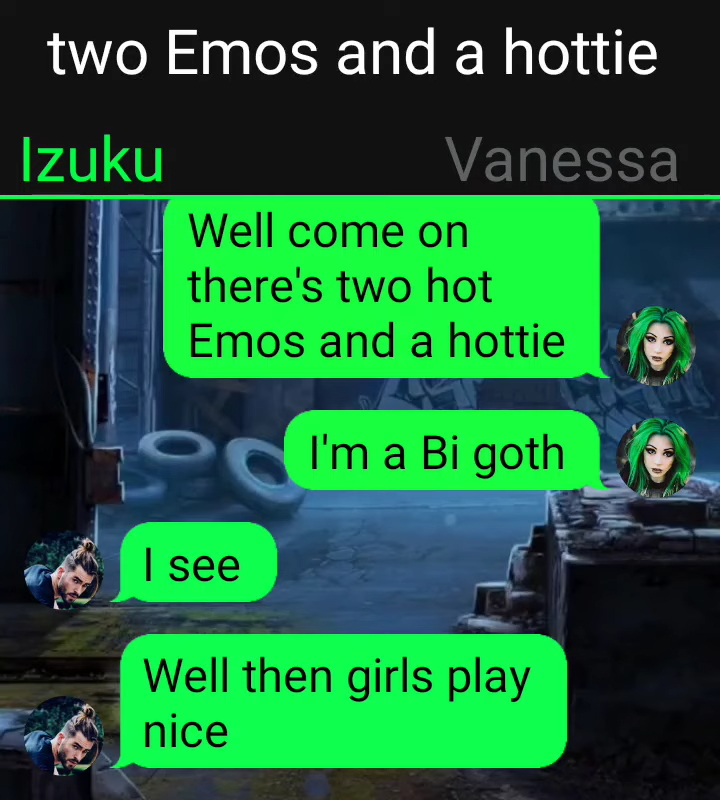 two Emos and a hottie
Izuku
Vanessa
Well come on
there's two hot
Emos and a hottie
I'm a Bi goth
I see
Well then girls play
nice